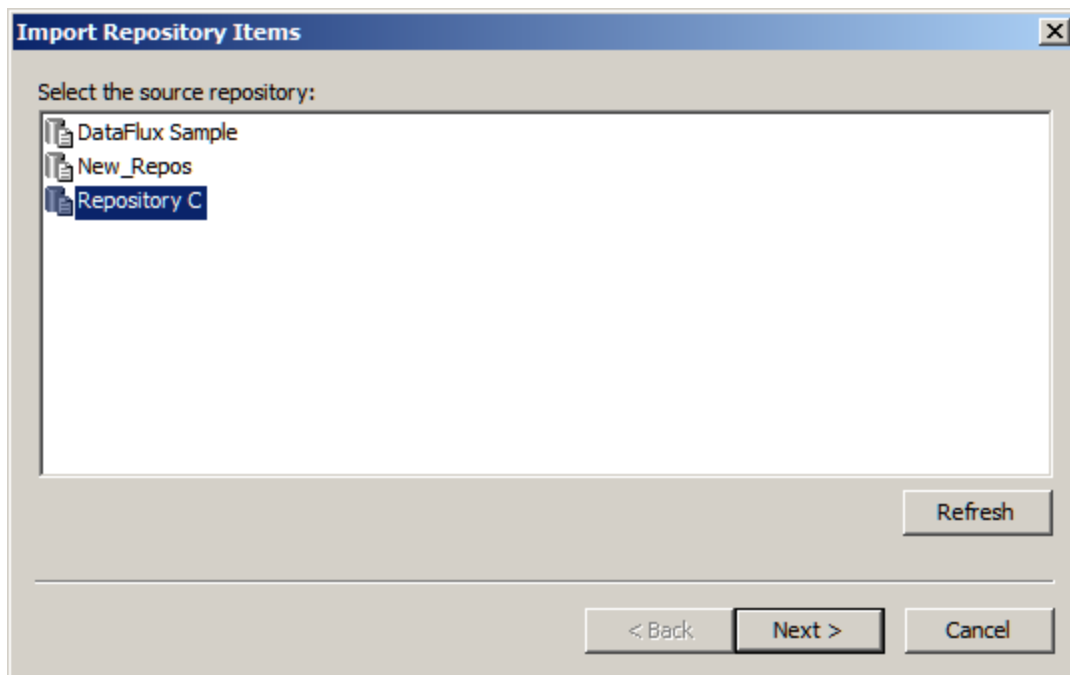 Import Repository Items
Select the source repository:
DataFlux Sample
New_Repos
Repository C
Refresh
< Back
Next >
Cancel